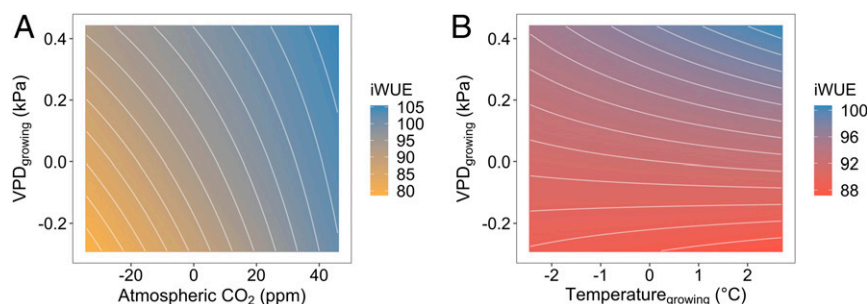 A
0.4
0.2
0.0
-0.2
VPDgrowing (kPa)
-20 0 20 40
Atmospheric CO2 (ppm)
iWUE
105
100
95
90
85
80
B
0.4
0.2
0.0
-0.2
VPDgrowing (kPa)
-2 -1 0 1 2
Temperaturegrowing (°C)
iWUE
100
96
92
88